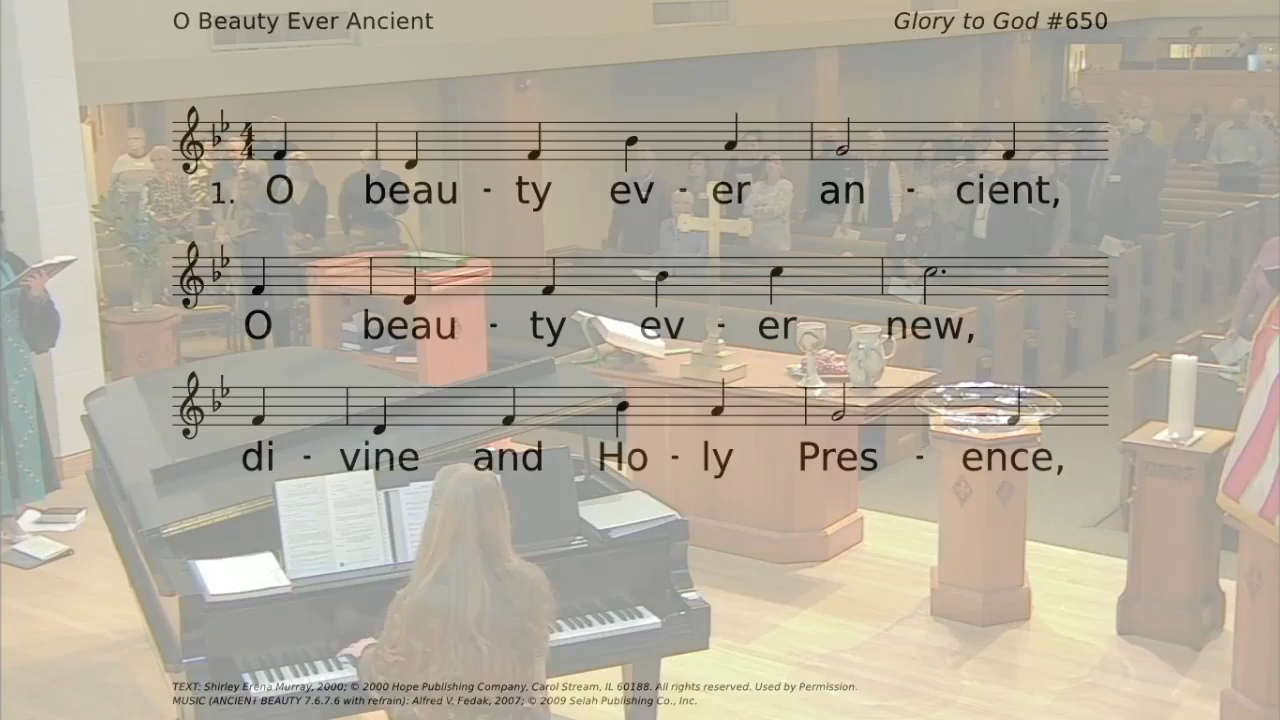 O Beauty Ever Ancient
Glory to God #650
1. O beau - ty ev - er an - cient,
O beau - ty ev - er new,
di - vine and Ho - ly Pres - ence,
TEXT: Shirley Erena Murray, 2000; © 2000 Hope Publishing Company, Carol Stream, IL 60188. All rights reserved. Used by Permission.
MUSIC (ANCIENT BEAUTY 7.6.7.6 with refrain): Alfred V. Fedak, 2007; © 2009 Selah Publishing Co., Inc.